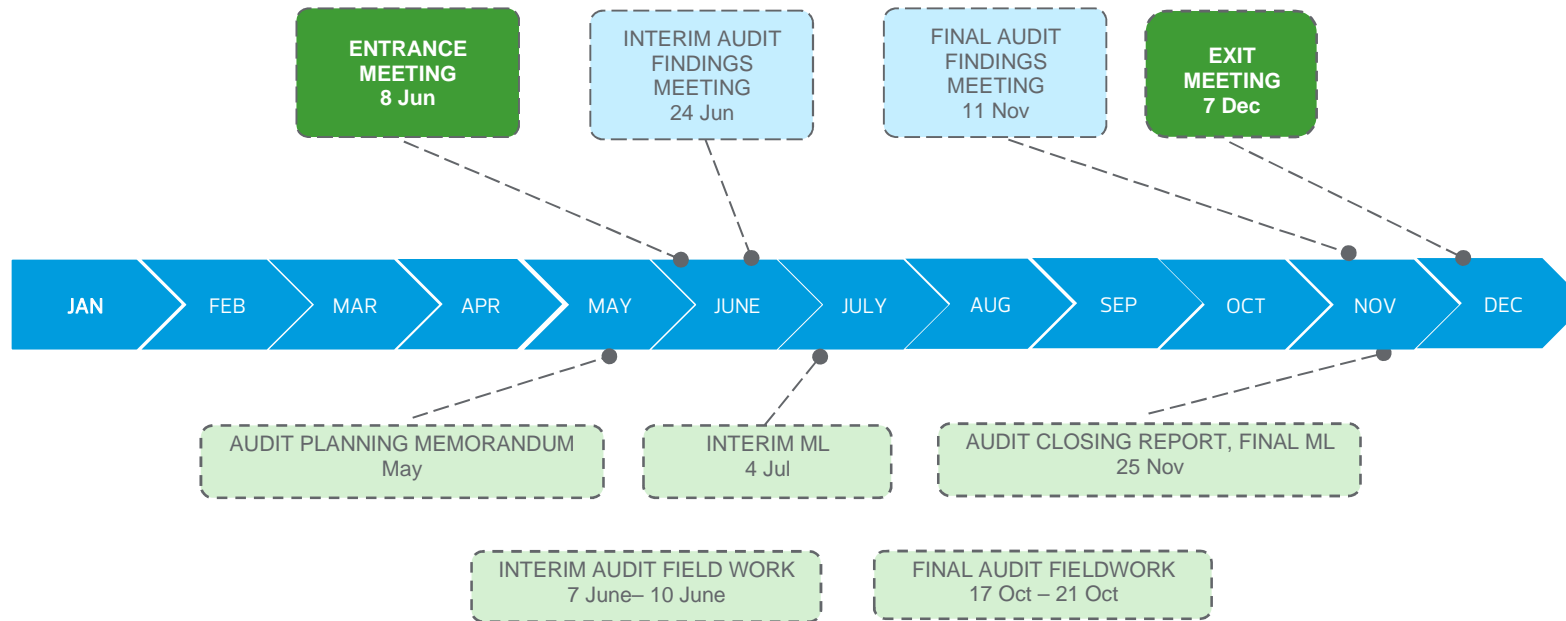 ENTRANCE
MEETING
8 Jun
INTERIM AUDIT
FINDINGS
MEETING
24 Jun
FINAL AUDIT
FINDINGS
MEETING
11 Nov
EXIT
MEETING
7 Dec
JAN
FEB
MAR
APR
MAY
JUNE
JULY
AUG
SEP
OCT
NOV
DEC
AUDIT PLANNING MEMORANDUM
May
INTERIM ML
4 Jul
AUDIT CLOSING REPORT, FINAL ML
25 Nov
INTERIM AUDIT FIELD WORK
7 June– 10 June
FINAL AUDIT FIELDWORK
17 Oct – 21 Oct